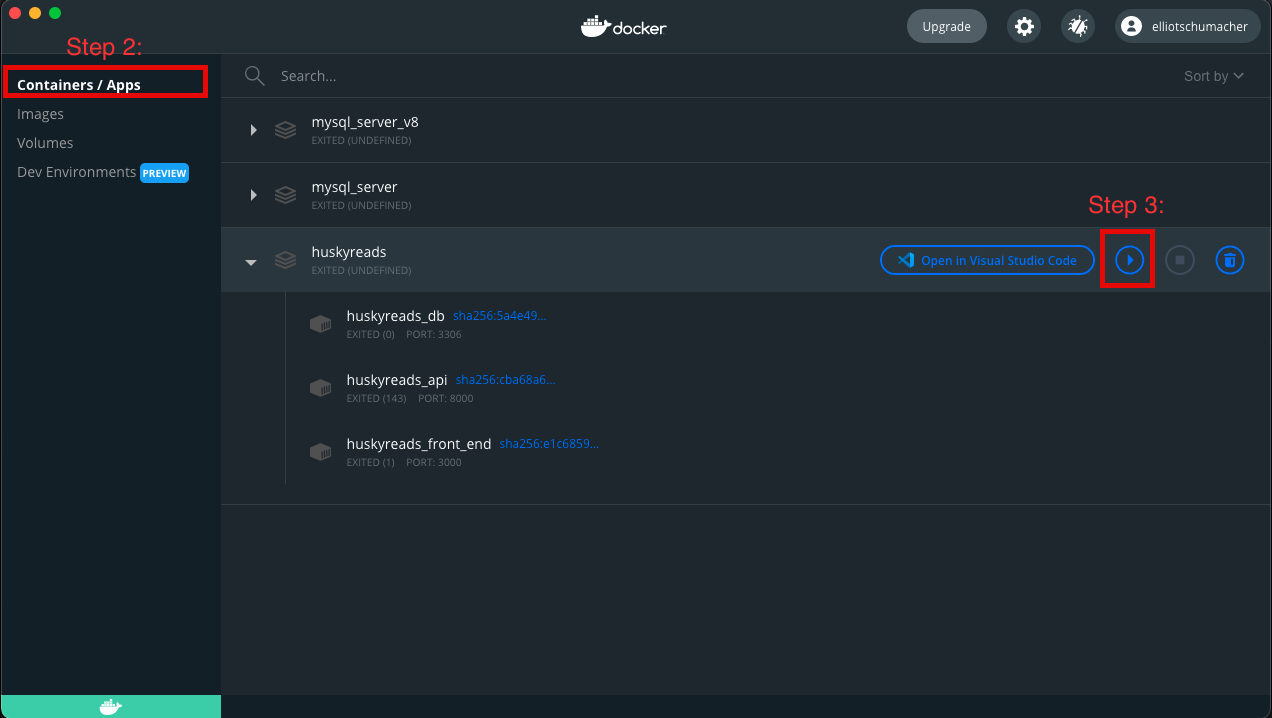 docker
Upgrade
elliotschumacher
Step 2:
Containers / Apps
Images
Volumes
Dev Environments PREVIEW
Search...
Sort by
mysql_server_v8
EXITED (UNDEFINED)
mysql_server
EXITED (UNDEFINED)
Step 3:
huskyreads
EXITED (UNDEFINED)
Open in Visual Studio Code
huskyreads_db sha256:5a4e49...
EXITED (0) PORT: 3306
huskyreads_api sha256:cba68a6...
EXITED (143) PORT: 8000
huskyreads_front_end sha256:e1c6859...
EXITED (1) PORT: 3000